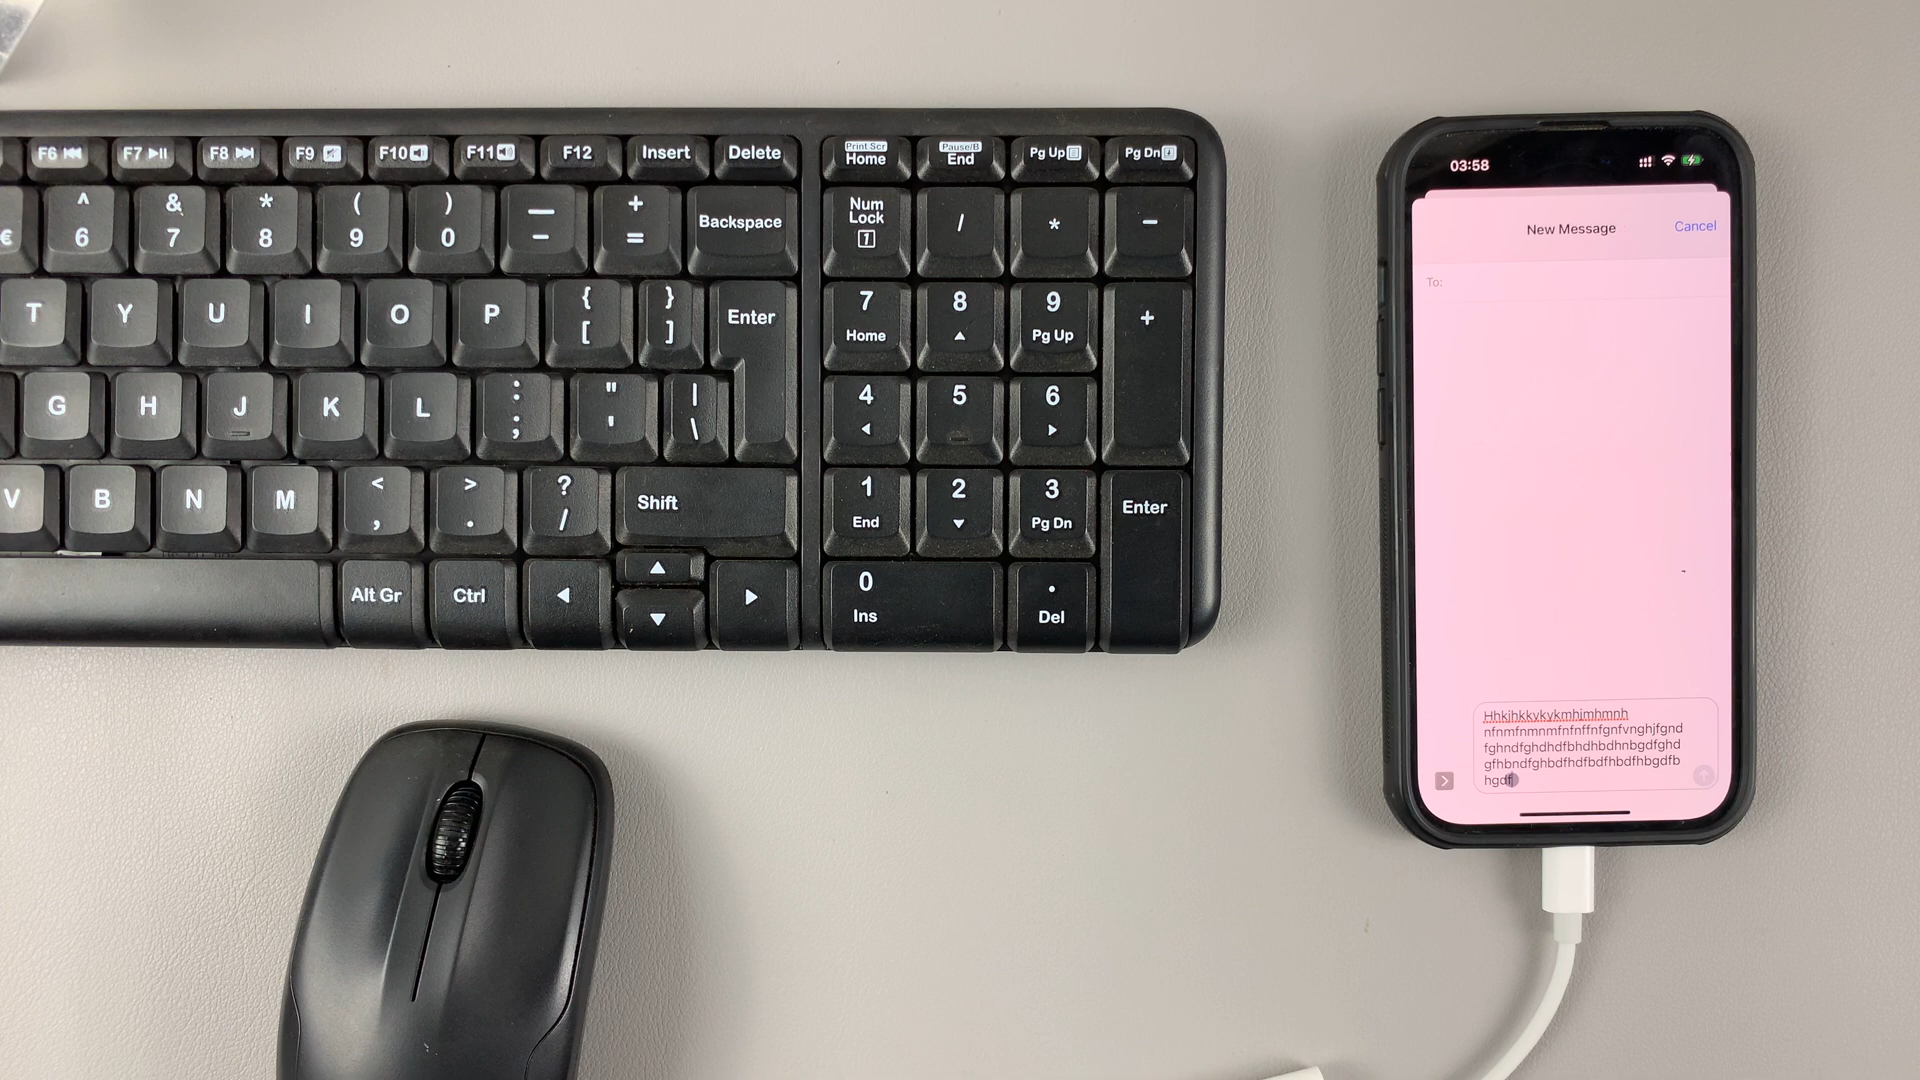 F6 F7 F8 F9 F10 F11 F12 Insert Delete
Print Scr Home Pause/B End Pg Up Pg Dn
€ ^ 6 & 7 * 8 ( 9 ) 0 — - + = Backspace
Num Lock 1 / * -
T Y U I O P { [ } ] Enter
7 Home 8 9 Pg Up +
G H J K L : ; " ' | \
4 5 6
V B N M < , > . ? / Shift
1 End 2 3 Pg Dn Enter
Alt Gr Ctrl
0 Ins . Del
03:58
New Message Cancel
To:
Hhkjhkkvkvkmhjmhmnh
nfnmfnmnmfnfnffnfgnfvnghjfgnd
fghndfghdhdfbhdhbdhnbgdfghd
gfhbndfghbdfhdfbdfhbdfhbgdfb
hgdf